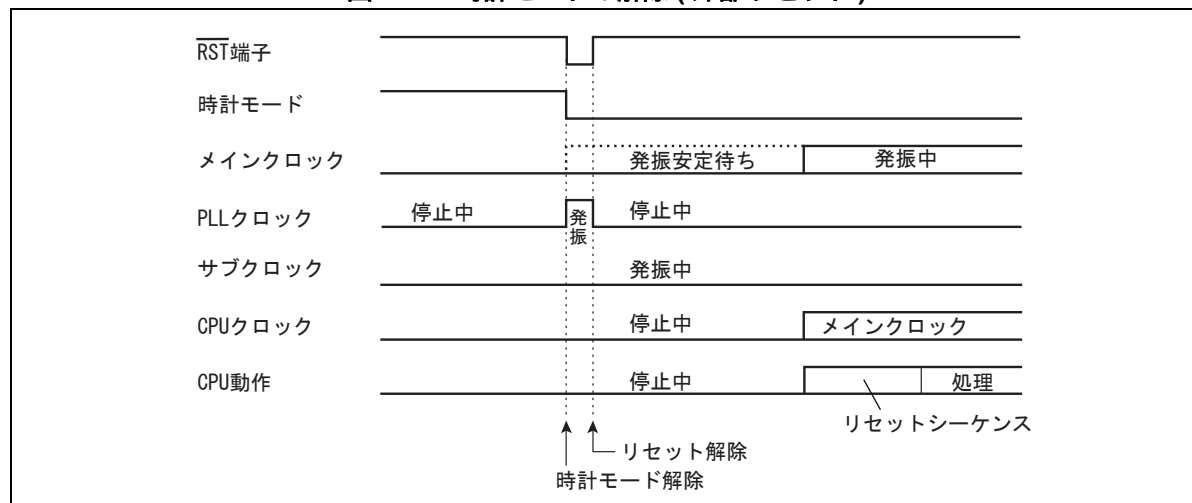 RST端子
時計モード
メインクロック
発振安定待ち
発振中
PLLクロック
停止中
発振
停止中
サブクロック
発振中
CPUクロック
停止中
メインクロック
CPU動作
停止中
処理
リセットシーケンス
リセット解除
時計モード解除